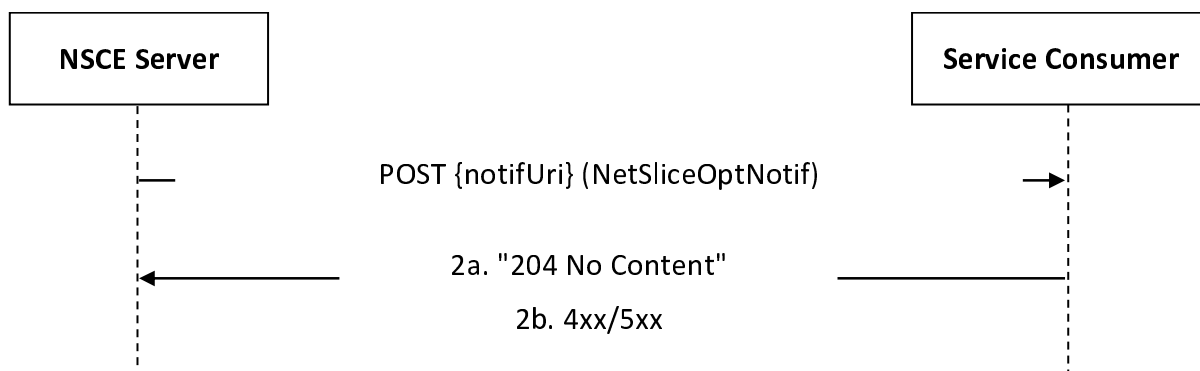 NSCE Server
Service Consumer
POST {notifUri} (NetSliceOptNotif)
2a. "204 No Content"
2b. 4xx/5xx